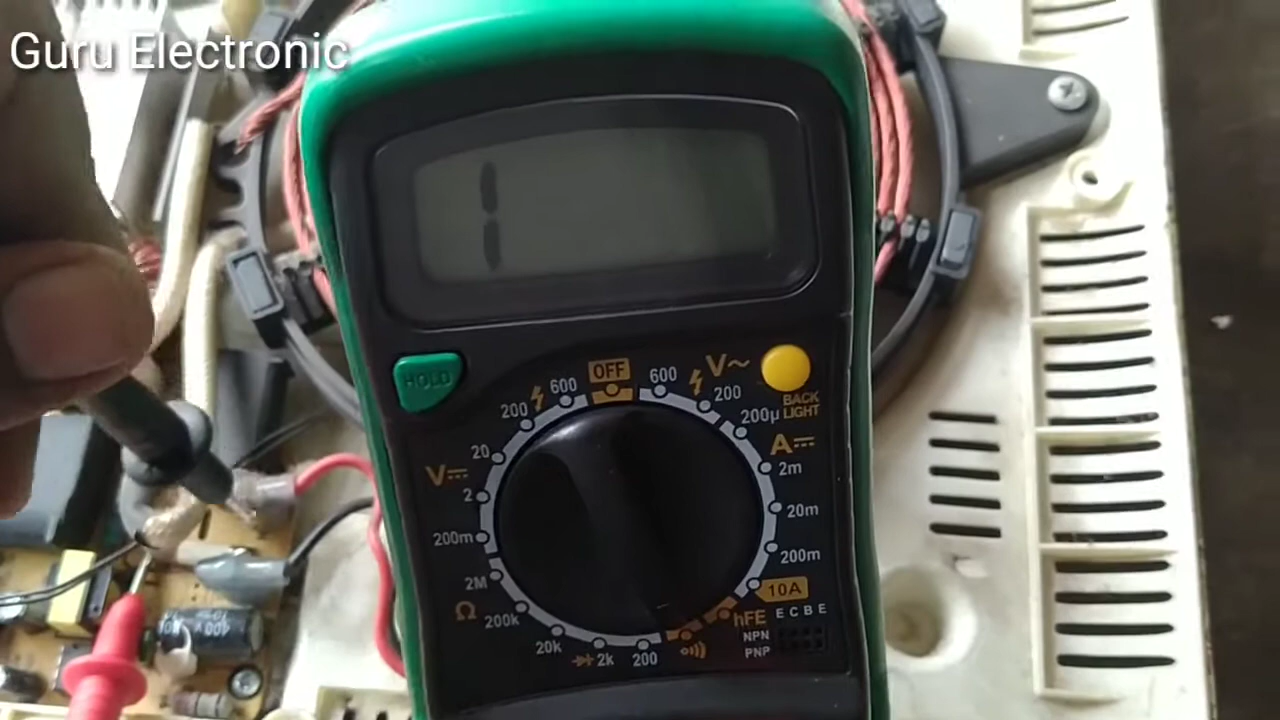 Guru Electronic
1
HOLD
OFF
600
200
20
V
2
200m
2M
Ω
200k
20k
2k
200
600
V~
200
200µ
BACK
LIGHT
A
2m
20m
200m
10A
hFE
E C B E
NPN
PNP